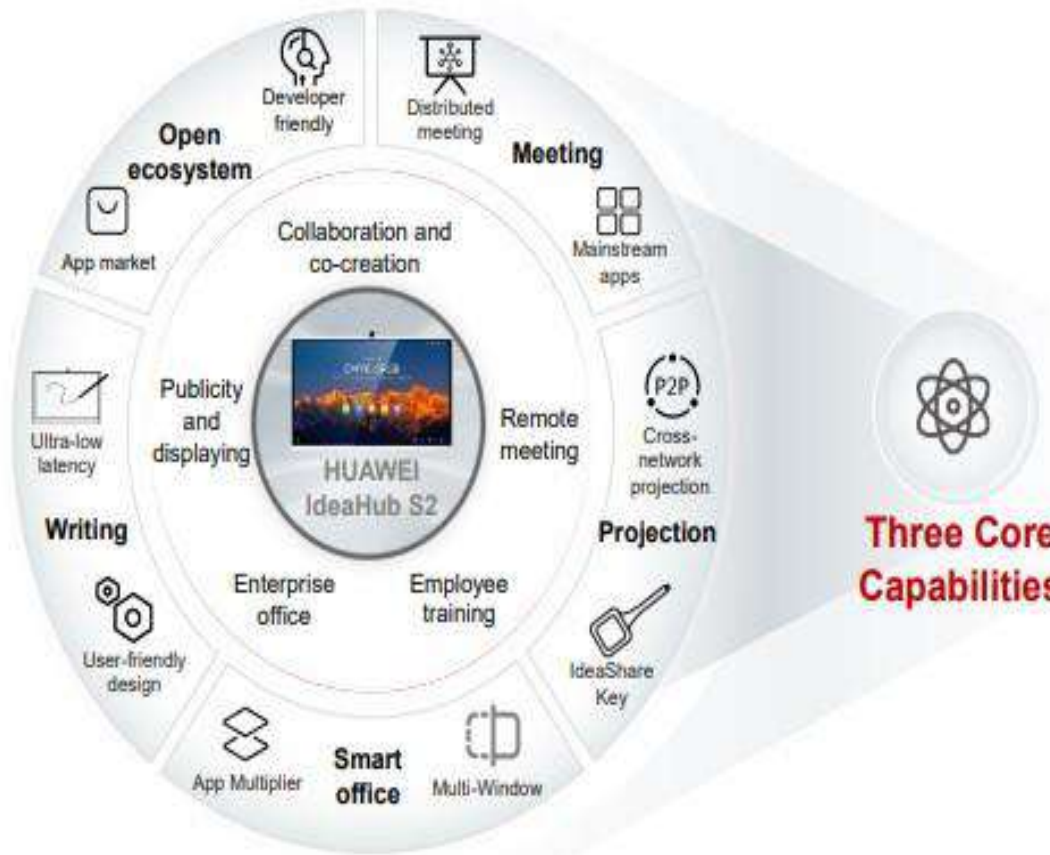 Developer
friendly
Open
ecosystem
App market
Distributed
meeting
Meeting
Mainstream
apps
Collaboration and
co-creation
Publicity
and
displaying
Remote
meeting
HUAWEI
IdeaHub S2
Enterprise
office
Employee
training
Ultra-low
latency
Writing
User-friendly
design
P2P
Cross-
network
projection
Projection
IdeaShare
Key
App Multiplier
Smart
office
Multi-Window
Three Core
Capabilities